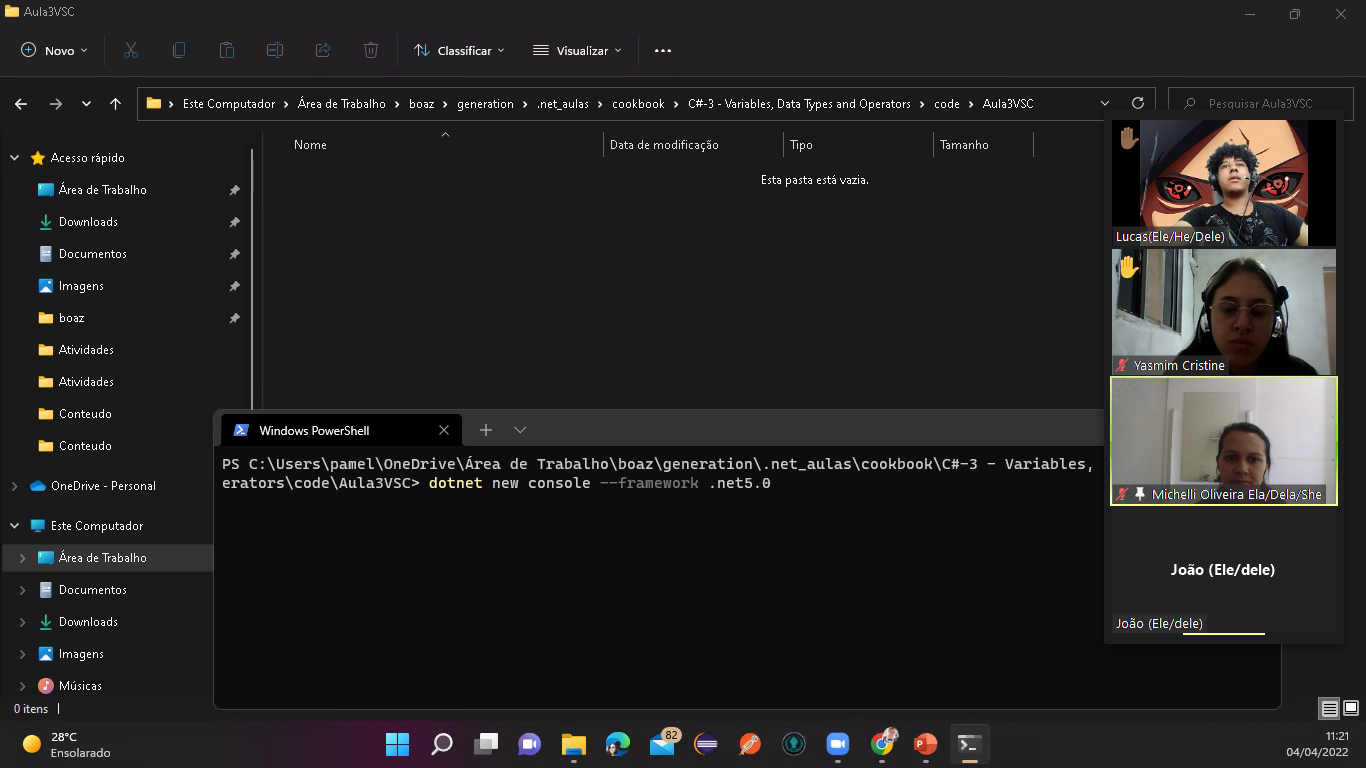 Aula3VSC
Novo
Classificar
Visualizar
Este Computador
Área de Trabalho
boaz
generation
.net_aulas
cookbook
C#-3 - Variables, Data Types and Operators
code
Aula3VSC
Pesquisar Aula3VSC
Nome
Data de modificação
Tipo
Tamanho
Esta pasta está vazia.
Acesso rápido
Área de Trabalho
Downloads
Documentos
Imagens
boaz
Atividades
Atividades
Conteudo
Conteudo
OneDrive - Personal
Este Computador
Área de Trabalho
Documentos
Downloads
Imagens
Músicas
0 itens
Windows PowerShell
PS C:\Users\pamel\OneDrive\Área de Trabalho\boaz\generation\.net_aulas\cookbook\C#-3 - Variables,
erators\code\Aula3VSC> dotnet new console --framework .net5.0
Lucas(Ele/He/Dele)
Yasmim Cristine
Michelli Oliveira Ela/Dela/She
João (Ele/dele)
João (Ele/dele)
28°C
Ensolarado
82
11:21
04/04/2022